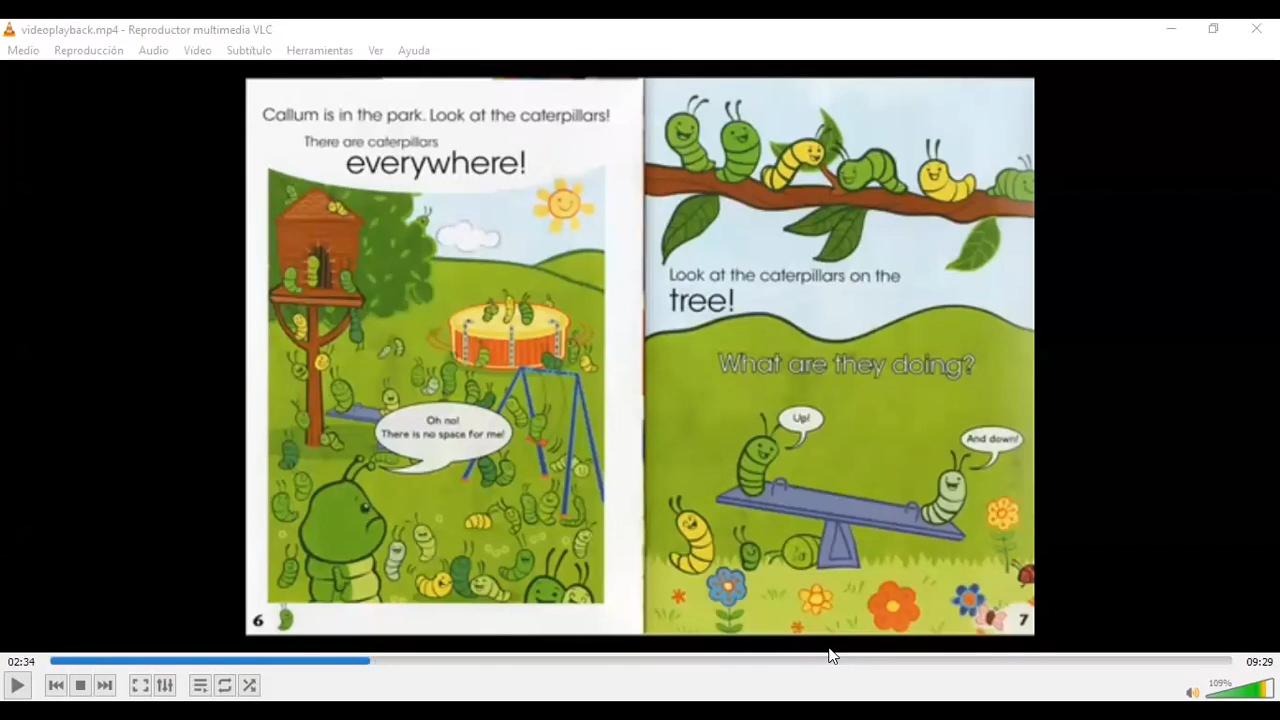 videoplayback.mp4 - Reproductor multimedia VLC
Medio Reproducción Audio Video Subtítulo Herramientas Ver Ayuda
Callum is in the park. Look at the caterpillars!
There are caterpillars
everywhere!
Oh no!
There is no space for me!
6
Look at the caterpillars on the
tree!
What are they doing?
Up!
And down!
7
02:34
09:29
109%